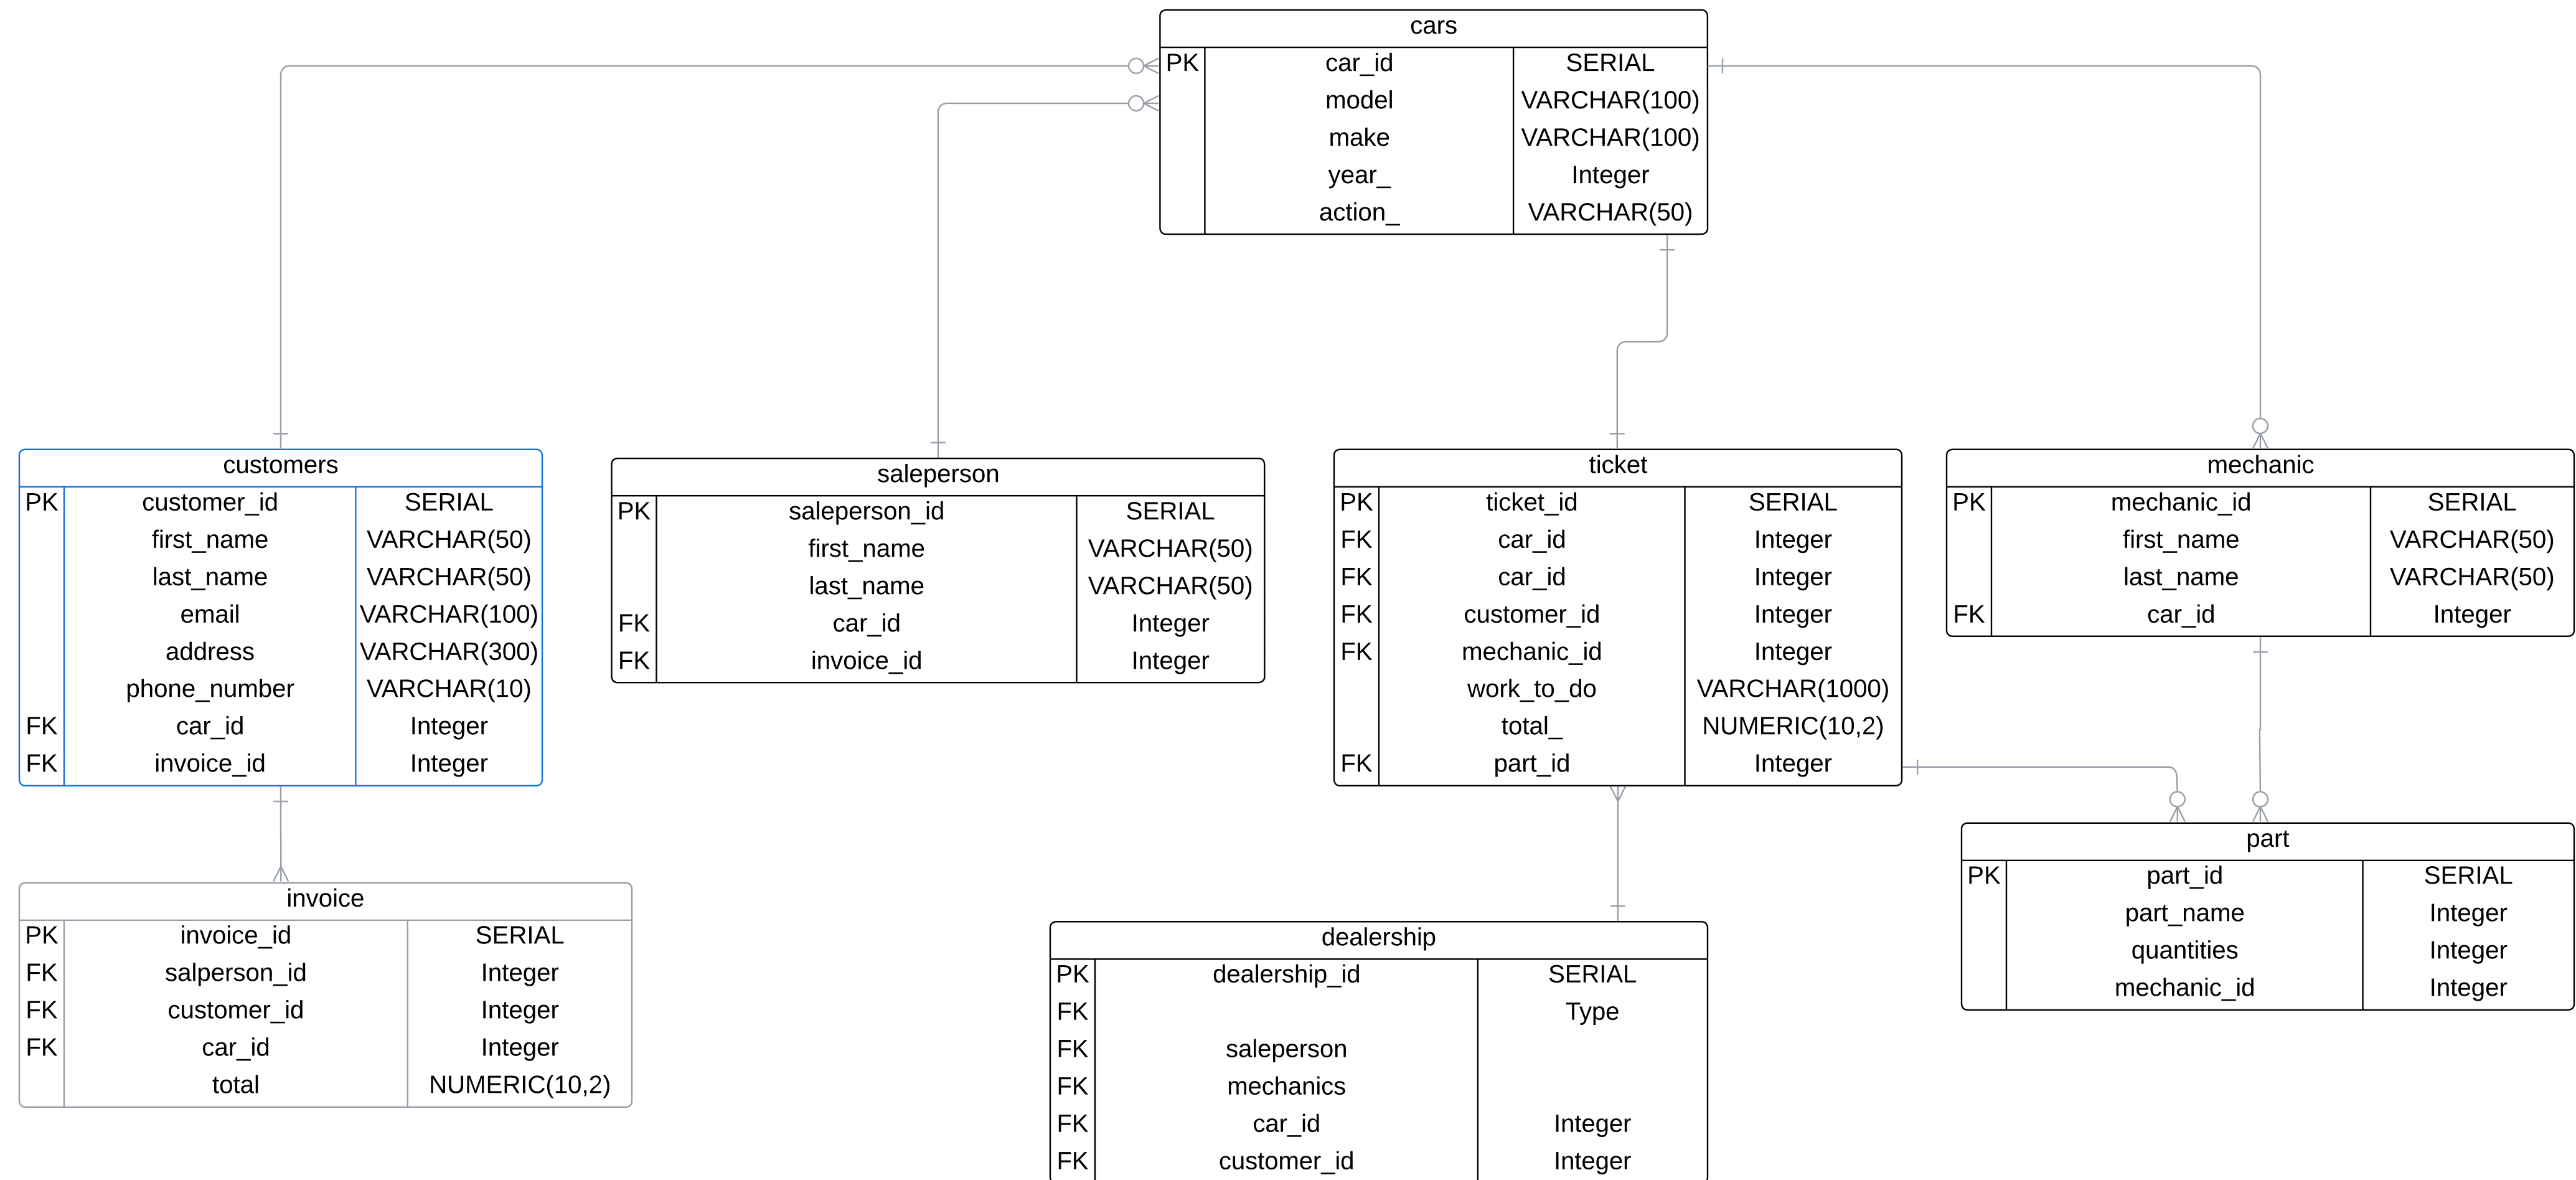 cars
PK car_id SERIAL
model VARCHAR(100)
make VARCHAR(100)
year_ Integer
action_ VARCHAR(50)
customers
PK customer_id SERIAL
first_name VARCHAR(50)
last_name VARCHAR(50)
email VARCHAR(100)
address VARCHAR(300)
phone_number VARCHAR(10)
FK car_id Integer
FK invoice_id Integer
saleperson
PK saleperson_id SERIAL
first_name VARCHAR(50)
last_name VARCHAR(50)
FK car_id Integer
FK invoice_id Integer
ticket
PK ticket_id SERIAL
FK car_id Integer
FK car_id Integer
FK customer_id Integer
FK mechanic_id Integer
work_to_do VARCHAR(1000)
total_ NUMERIC(10,2)
FK part_id Integer
mechanic
PK mechanic_id SERIAL
first_name VARCHAR(50)
last_name VARCHAR(50)
FK car_id Integer
invoice
PK invoice_id SERIAL
FK salperson_id Integer
FK customer_id Integer
FK car_id Integer
total NUMERIC(10,2)
dealership
PK dealership_id SERIAL
FK Type
FK saleperson
FK mechanics
FK car_id Integer
FK customer_id Integer
part
PK part_id SERIAL
part_name Integer
quantities Integer
mechanic_id Integer